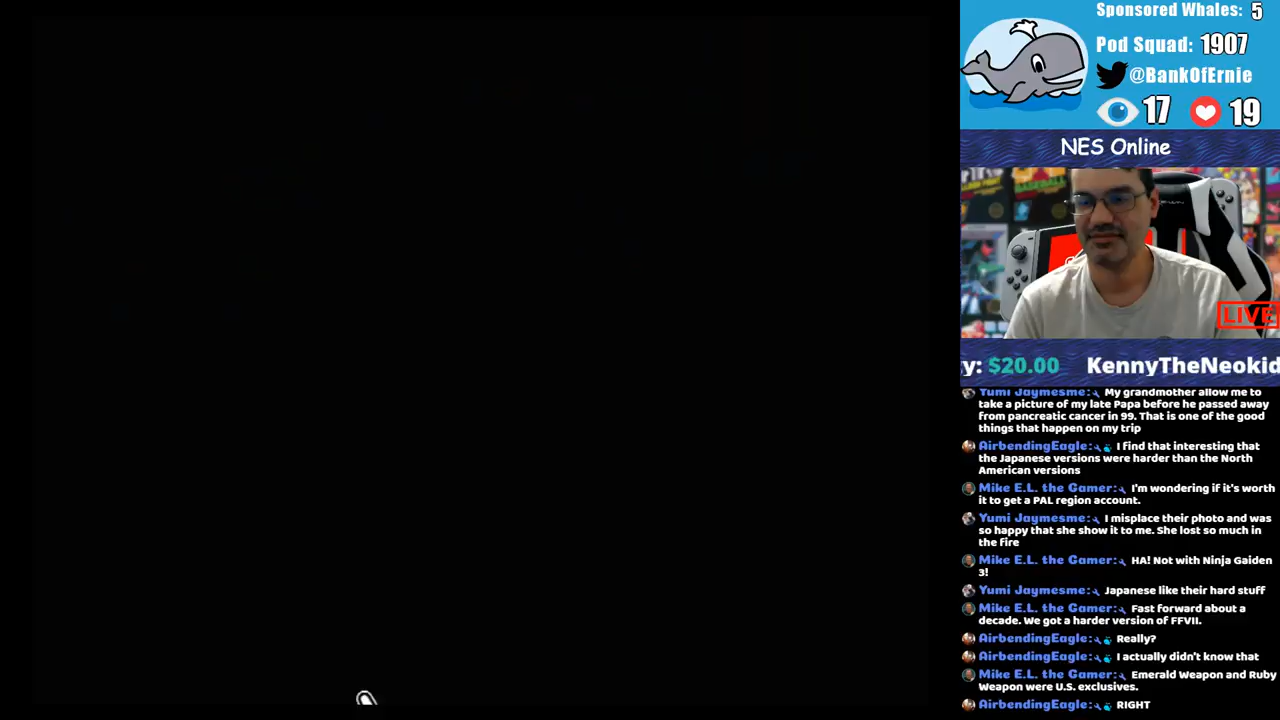 Sponsored Whales: 5
Pod Squad: 1907
@BankOfErnie
17 19
NES Online
LIVE
y: $20.00 KennyTheNeokid
Yumi Jaymesme: My grandmother allow me to
take a picture of my late Papa before he passed away
from pancreatic cancer in 99. That is one of the good
things that happen on my trip
AirbendingEagle: I find that interesting that
the Japanese versions were harder than the North
American versions
Mike E.L. the Gamer: I'm wondering if it's worth
it to get a PAL region account.
Yumi Jaymesme: I misplace their photo and was
so happy that she show it to me. She lost so much in
the fire
Mike E.L. the Gamer: HA! Not with Ninja Gaiden
3!
Yumi Jaymesme: Japanese like their hard stuff
Mike E.L. the Gamer: Fast forward about a
decade. We got a harder version of FFVII.
AirbendingEagle: Really?
AirbendingEagle: I actually didn't know that
Mike E.L. the Gamer: Emerald Weapon and Ruby
Weapon were U.S. exclusives.
AirbendingEagle: RIGHT